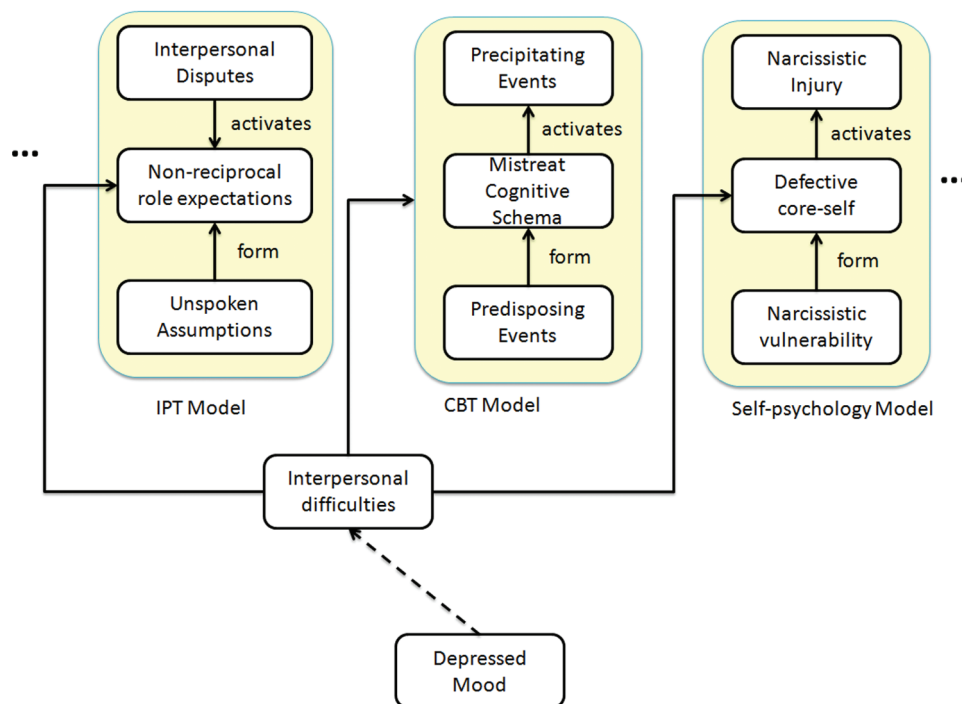 Interpersonal
Disputes
activates
Non-reciprocal
role expectations
form
Unspoken
Assumptions
IPT Model
Precipitating
Events
activates
Mistreat
Cognitive
Schema
form
Predisposing
Events
CBT Model
Narcissistic
Injury
activates
Defective
core-self
form
Narcissistic
vulnerability
Self-psychology Model
...
...
Interpersonal
difficulties
Depressed
Mood